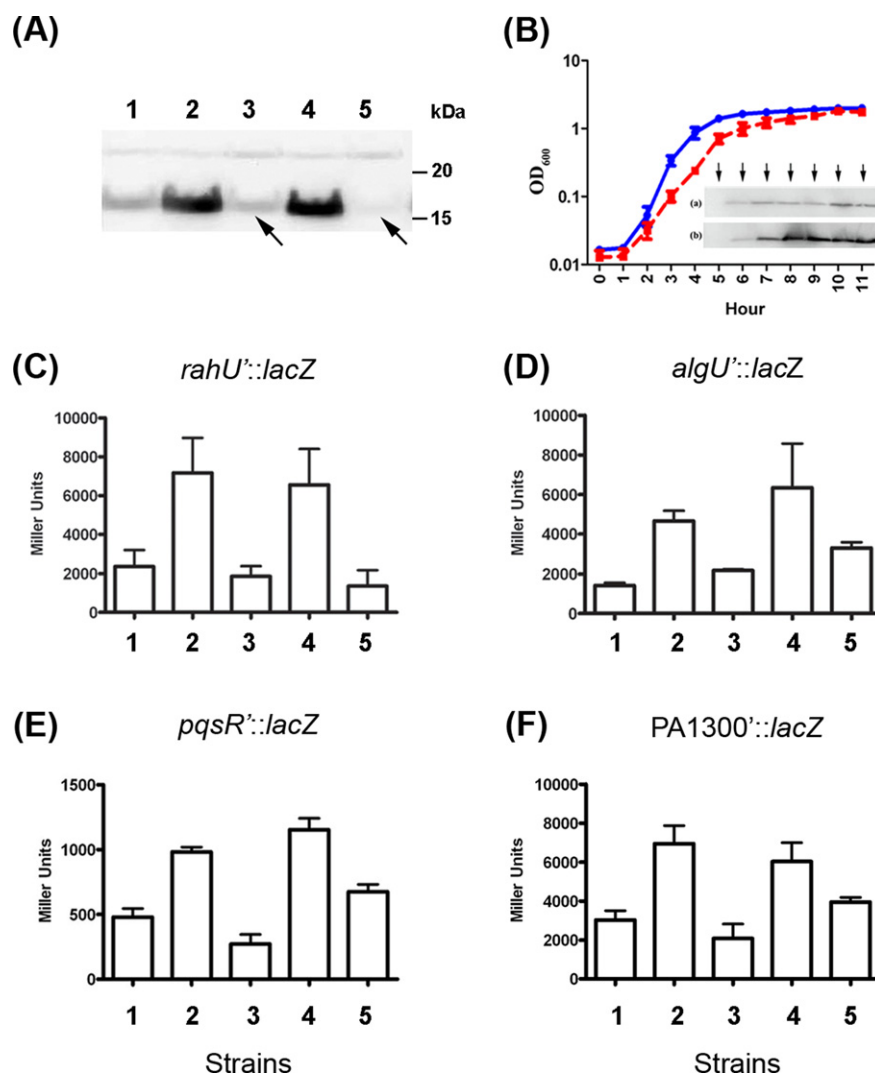 (A)
1 2 3 4 5 kDa
20
15
(B)
OD600
1
0.1
0.01
(a)
(b)
0 1 2 3 4 5 6 7 8 9 10 11
Hour
(C)
rahU’::lacZ
Miller Units
10000
8000
6000
4000
2000
0
1 2 3 4 5
(D)
algU’::lacZ
Miller Units
10000
8000
6000
4000
2000
0
1 2 3 4 5
(E)
pqsR’::lacZ
Miller Units
1500
1000
500
0
1 2 3 4 5
Strains
(F)
PA1300’::lacZ
Miller Units
10000
8000
6000
4000
2000
0
1 2 3 4 5
Strains